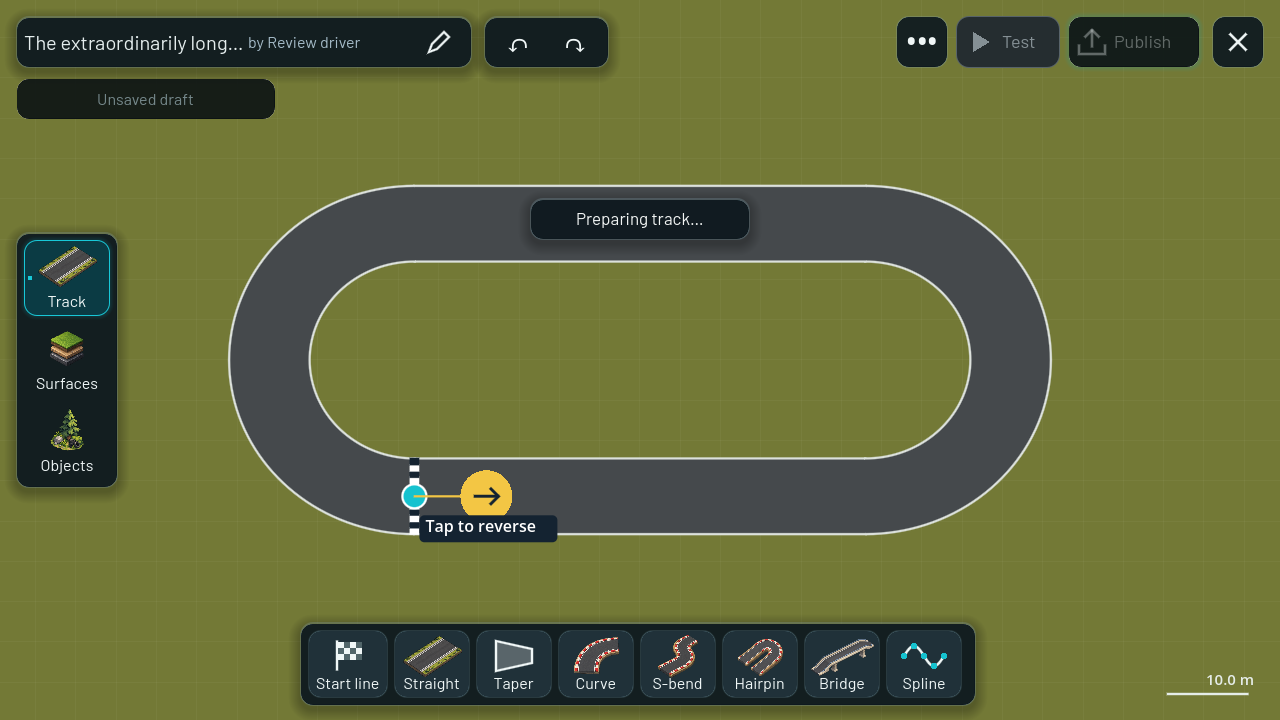 The extraordinarily long... by Review driver
Test
Publish
Unsaved draft
Preparing track...
Track
Surfaces
Objects
Tap to reverse
Start line
Straight
Taper
Curve
S-bend
Hairpin
Bridge
Spline
10.0 m